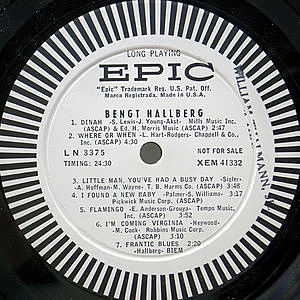 LONG PLAYING
EPIC
"Epic" Trademark Reg. U.S. Pat. Off.
Marca Registrada. Made in U.S.A.
BENGT HALLBERG
1. DINAH -S. Lewis-J. Young-Akst- Mills Music Inc.
(ASCAP) & Ed. H. Morris Music (ASCAP) 2:47
2. WHERE OR WHEN -L. Hart-Rodgers- Chappell & Co.,
Inc. (ASCAP) 4:30
LN 3375 NOT FOR SALE
TIMING: 24:30 XEM 41332
3. LITTLE MAN, YOU'VE HAD A BUSY DAY -Sigler-
A. Hoffman-M. Wayne- T. B. Harms Co. (ASCAP) 3:48
4. I FOUND A NEW BABY -Palmer-S. Williams-
Pickwick Music Corp. (ASCAP) 3:27
5. FLAMINGO -E. Anderson-Grouya- Tempo Music,
Inc. (ASCAP) 3:52
6. I'M COMING VIRGINIA -Heywood-
M. Cook- Robbins Music Corp.
(ASCAP) 3:50
7. FRANTIC BLUES 2:20
-Hallberg- BIEM